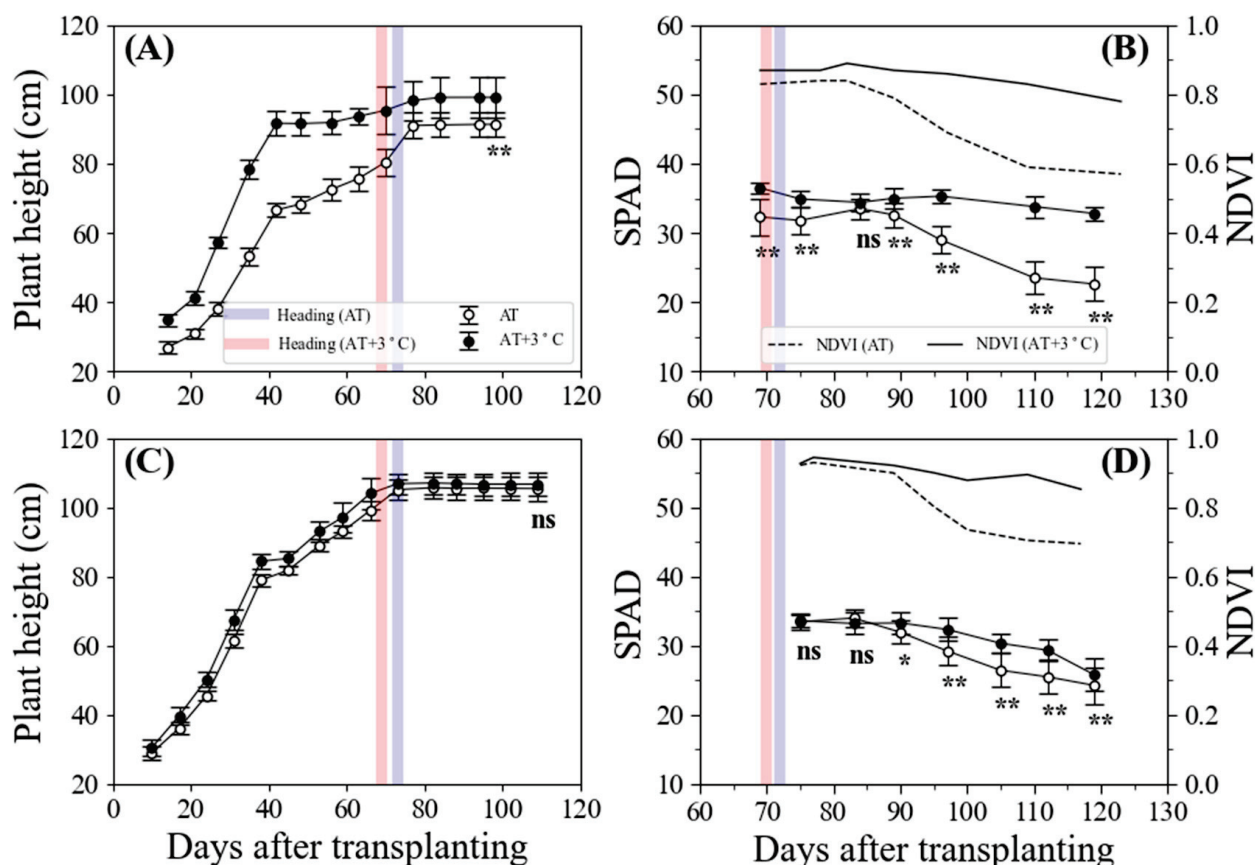 (A)
Plant height (cm)
120
100
80
60
40
20
**
Heading (AT)
AT
Heading (AT+3°C)
AT+3°C
0 20 40 60 80 100 120
(B)
SPAD
60
50
40
30
20
10
NDVI
1.0
0.8
0.6
0.4
0.2
0.0
** ** ns ** ** ** **
NDVI (AT)
NDVI (AT+3°C)
60 70 80 90 100 110 120 130
(C)
Plant height (cm)
120
100
80
60
40
20
ns
0 20 40 60 80 100 120
Days after transplanting
(D)
SPAD
60
50
40
30
20
10
NDVI
1.0
0.8
0.6
0.4
0.2
0.0
ns ns * ** ** ** **
60 70 80 90 100 110 120 130
Days after transplanting